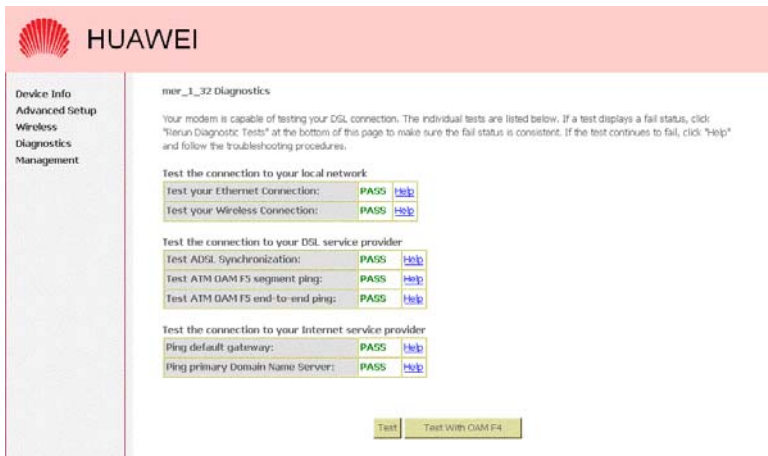 HUAWEI
Device Info
Advanced Setup
Wireless
Diagnostics
Management
mer_1_32 Diagnostics
Your modem is capable of testing your DSL connection. The individual tests are listed below. If a test displays a fail status, click
"Rerun Diagnostic Tests" at the bottom of this page to make sure the fail status is consistent. If the test continues to fail, click "Help"
and follow the troubleshooting procedures.
Test the connection to your local network
Test your Ethernet Connection: PASS Help
Test your Wireless Connection: PASS Help
Test the connection to your DSL service provider
Test ADSL Synchronization: PASS Help
Test ATM OAM F5 segment ping: PASS Help
Test ATM OAM F5 end-to-end ping: PASS Help
Test the connection to your Internet service provider
Ping default gateway: PASS Help
Ping primary Domain Name Server: PASS Help
Test Test With OAM F4